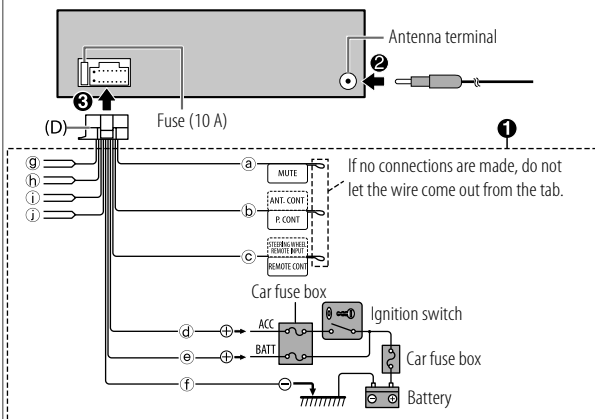 Antenna terminal
❷
❸
Fuse (10 A)
(D)
❶
ⓖ
ⓗ
ⓘ
ⓙ
ⓐ
MUTE
If no connections are made, do not
let the wire come out from the tab.
ANT. CONT
ⓑ
P. CONT
STEERING WHEEL
REMOTE INPUT
ⓒ
REMOTE CONT
Car fuse box
Ignition switch
ⓓ
⊕
ACC
ⓔ
⊕
BATT
Car fuse box
ⓕ
⊖
⊖ ⊕
Battery